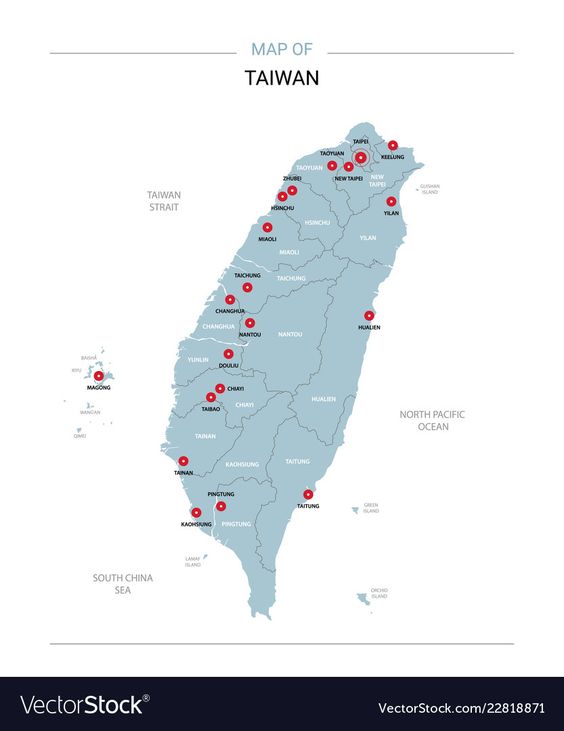 MAP OF
TAIWAN
TAIPEI
TAOYUAN
KEELUNG
TAOYUAN
NEW TAIPEI
NEW
TAIPEI
GUISHAN
ISLAND
ZHUBEI
TAIWAN
STRAIT
HSINCHU
YILAN
HSINCHU
MIAOLI
YILAN
MIAOLI
TAICHUNG
TAICHUNG
CHANGHUA
CHANGHUA
NANTOU
NANTOU
HUALIEN
BAISHA
YUNLIN
DOULIU
XIYU
MAGONG
CHIAYI
TAIBAO
CHIAYI
HUALIEN
WANGAN
NORTH PACIFIC
OCEAN
QIMEI
TAINAN
KAOHSIUNG
TAITUNG
TAINAN
PINGTUNG
TAITUNG
GREEN
ISLAND
KAOHSIUNG
PINGTUNG
LAMAY
ISLAND
SOUTH CHINA
SEA
ORCHID
ISLAND
VectorStock®
VectorStock.com/22818871